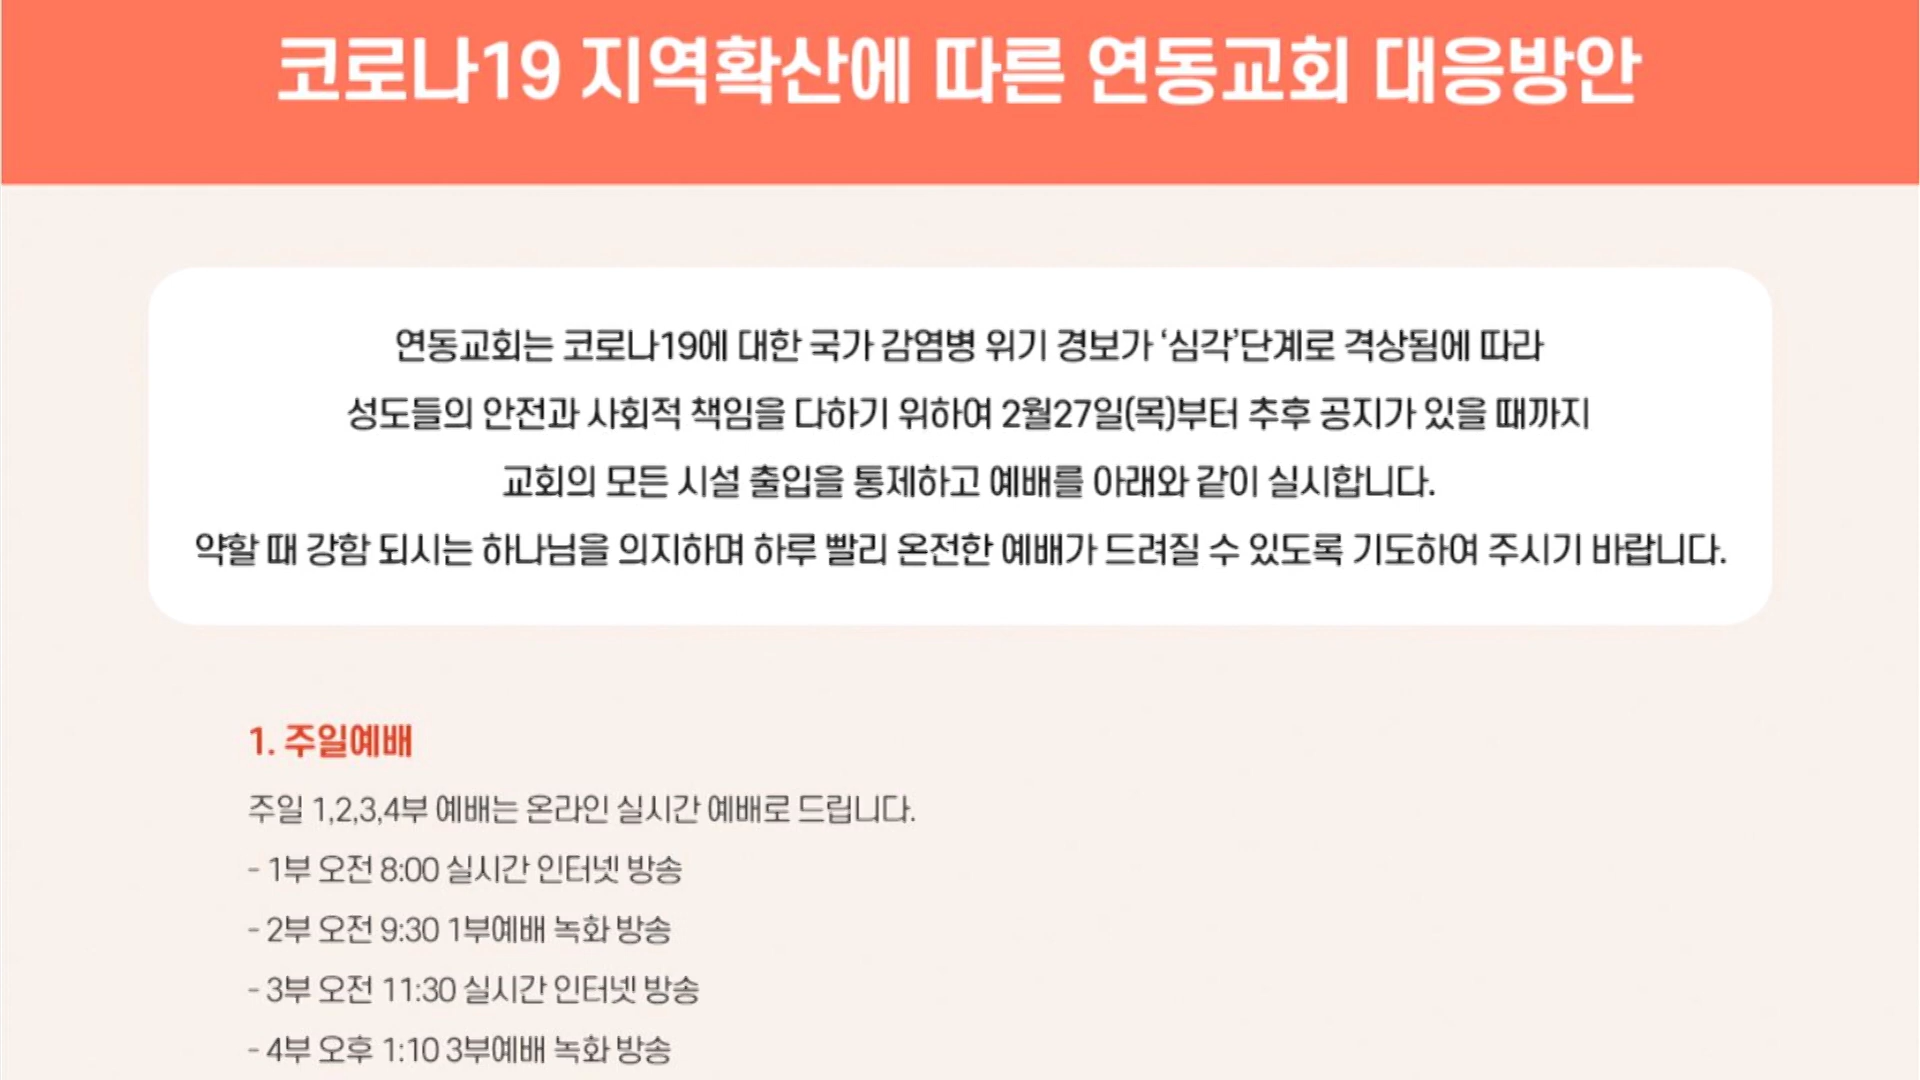 코로나19 지역확산에 따른 연동교회 대응방안
연동교회는 코로나19에 대한 국가 감염병 위기 경보가 ‘심각’단계로 격상됨에 따라
성도들의 안전과 사회적 책임을 다하기 위하여 2월27일(목)부터 추후 공지가 있을 때까지
교회의 모든 시설 출입을 통제하고 예배를 아래와 같이 실시합니다.
약할 때 강함 되시는 하나님을 의지하며 하루 빨리 온전한 예배가 드려질 수 있도록 기도하여 주시기 바랍니다.
1. 주일예배
주일 1,2,3,4부 예배는 온라인 실시간 예배로 드립니다.
- 1부 오전 8:00 실시간 인터넷 방송
- 2부 오전 9:30 1부예배 녹화 방송
- 3부 오전 11:30 실시간 인터넷 방송
- 4부 오후 1:10 3부예배 녹화 방송